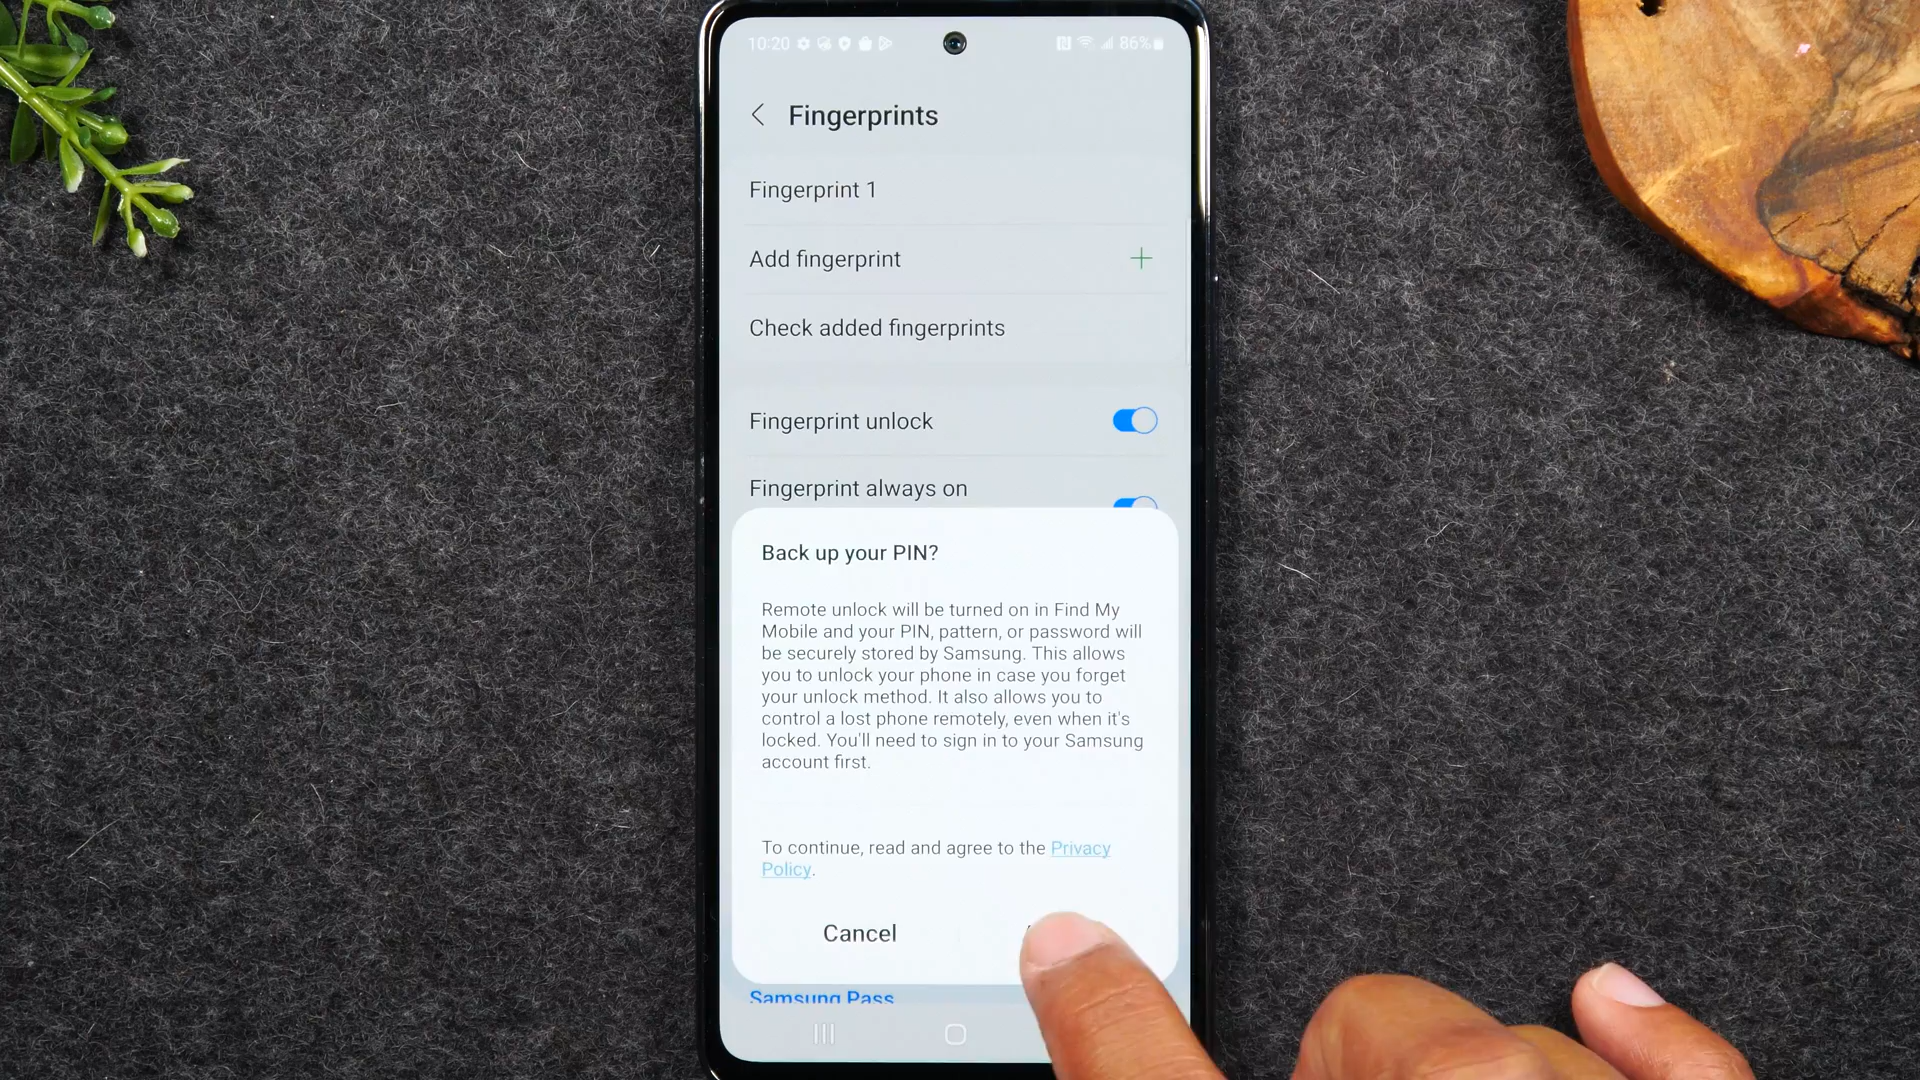 10:20 86%
Fingerprints
Fingerprint 1
Add fingerprint
Check added fingerprints
Fingerprint unlock
Fingerprint always on
Back up your PIN?
Remote unlock will be turned on in Find My
Mobile and your PIN, pattern, or password will
be securely stored by Samsung. This allows
you to unlock your phone in case you forget
your unlock method. It also allows you to
control a lost phone remotely, even when it's
locked. You'll need to sign in to your Samsung
account first.
To continue, read and agree to the Privacy
Policy.
Cancel
Samsung Pass